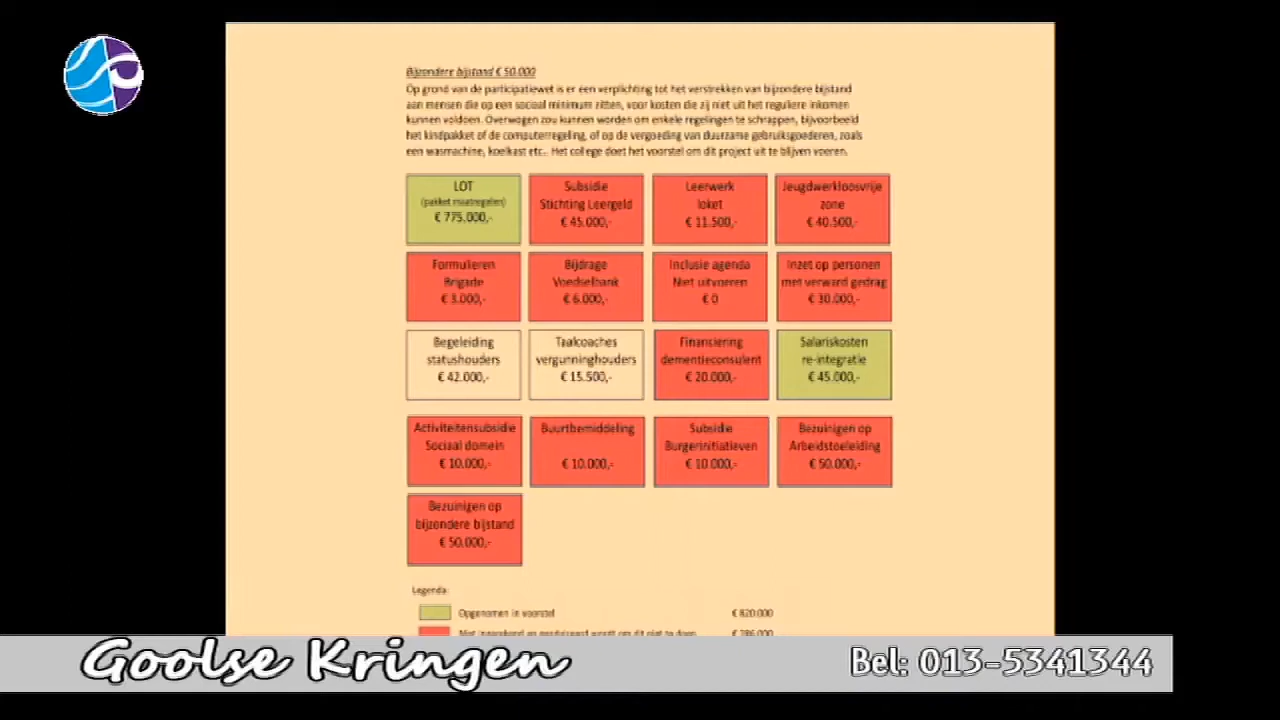 Bijzondere bijstand € 50.000
Op grond van de participatiewet is er een verplichting tot het verstrekken van bijzondere bijstand
aan mensen die op een sociaal minimum zitten, voor kosten die zij niet uit het reguliere inkomen
kunnen voldoen. Overwogen zou kunnen worden om enkele regelingen te schrappen, bijvoorbeeld
het kindpakket of de computerregeling, of op de vergoeding van duurzame gebruiksgoederen, zoals
een wasmachine, koelkast etc.. Het college doet het voorstel om dit project uit te blijven voeren.
LOT
(pakket maatregelen)
€ 775.000,-
Subsidie
Stichting Leergeld
€ 45.000,-
Leerwerk
loket
€ 11.500,-
Jeugdwerkloosvrije
zone
€ 40.500,-
Formulieren
Brigade
€ 3.000,-
Bijdrage
Voedselbank
€ 6.000,-
Inclusie agenda
Niet uitvoeren
€ 0
Inzet op personen
met verward gedrag
€ 30.000,-
Begeleiding
statushouders
€ 42.000,-
Taalcoaches
vergunninghouders
€ 15.500,-
Financiering
dementieconsulent
€ 20.000,-
Salariskosten
re-integratie
€ 45.000,-
Activiteitensubsidie
Sociaal domein
€ 10.000,-
Buurtbemiddeling
€ 10.000,-
Subsidie
Burgerinitiatieven
€ 10.000,-
Bezuinigen op
Arbeidstoeleiding
€ 50.000,-
Bezuinigen op
bijzondere bijstand
€ 50.000,-
Legenda:
Opgenomen in voorstel € 820.000
Goolse Kringen
Bel: 013-5341344